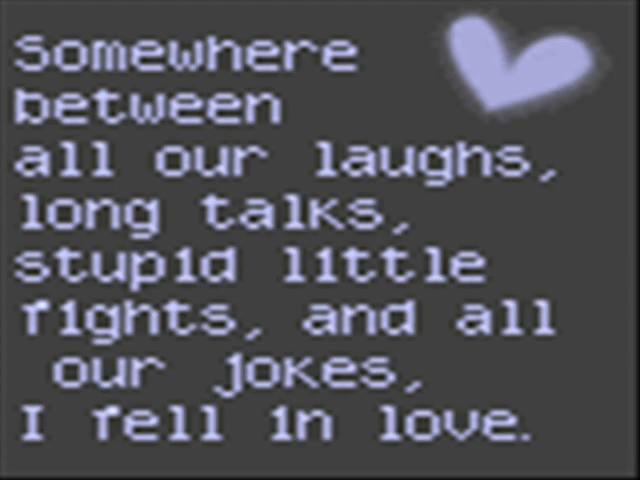 Somewhere
between
all our laughs,
long talks,
stupid little
fights, and all
our jokes,
I fell in love.